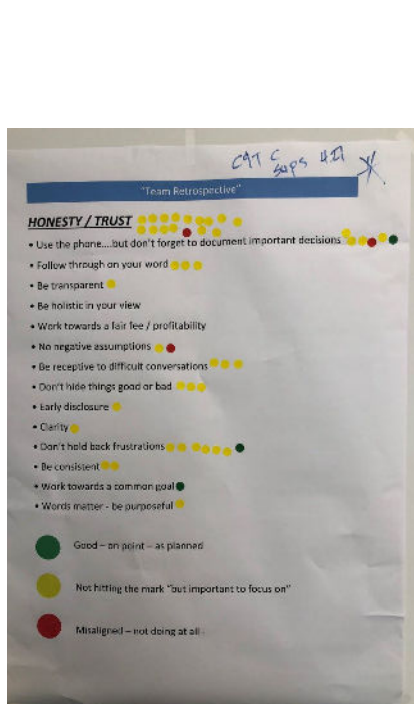 "Team Retrospective"
HONESTY / TRUST
• Use the phone....but don't forget to document important decisions
• Follow through on your word
• Be transparent
• Be holistic in your view
• Work towards a fair fee / profitability
• No negative assumptions
• Be receptive to difficult conversations
• Don't hide things good or bad
• Early disclosure
• Clarity
• Don't hold back frustrations
• Be consistent
• Work towards a common goal
• Words matter - be purposeful
Good – on point – as planned
Not hitting the mark "but important to focus on"
Misaligned – not doing at all